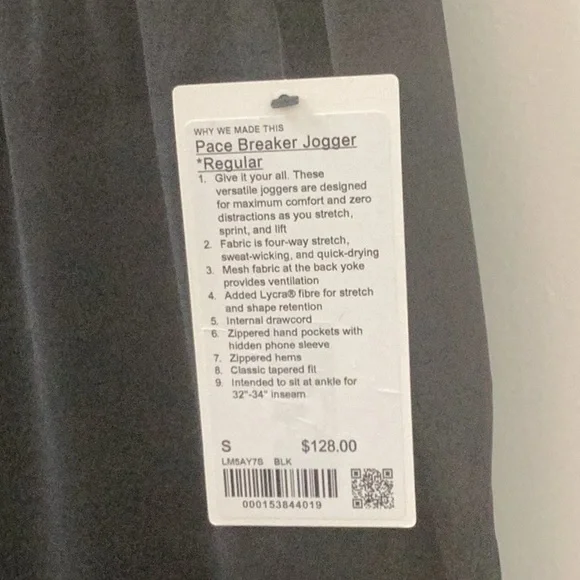 WHY WE MADE THIS
Pace Breaker Jogger
*Regular
1. Give it your all. These
versatile joggers are designed
for maximum comfort and zero
distractions as you stretch,
sprint, and lift
2. Fabric is four-way stretch,
sweat-wicking, and quick-drying
3. Mesh fabric at the back yoke
provides ventilation
4. Added Lycra® fibre for stretch
and shape retention
5. Internal drawcord
6. Zippered hand pockets with
hidden phone sleeve
7. Zippered hems
8. Classic tapered fit
9. Intended to sit at ankle for
32"-34" inseam
S $128.00
LM5AY7S BLK
000153844019